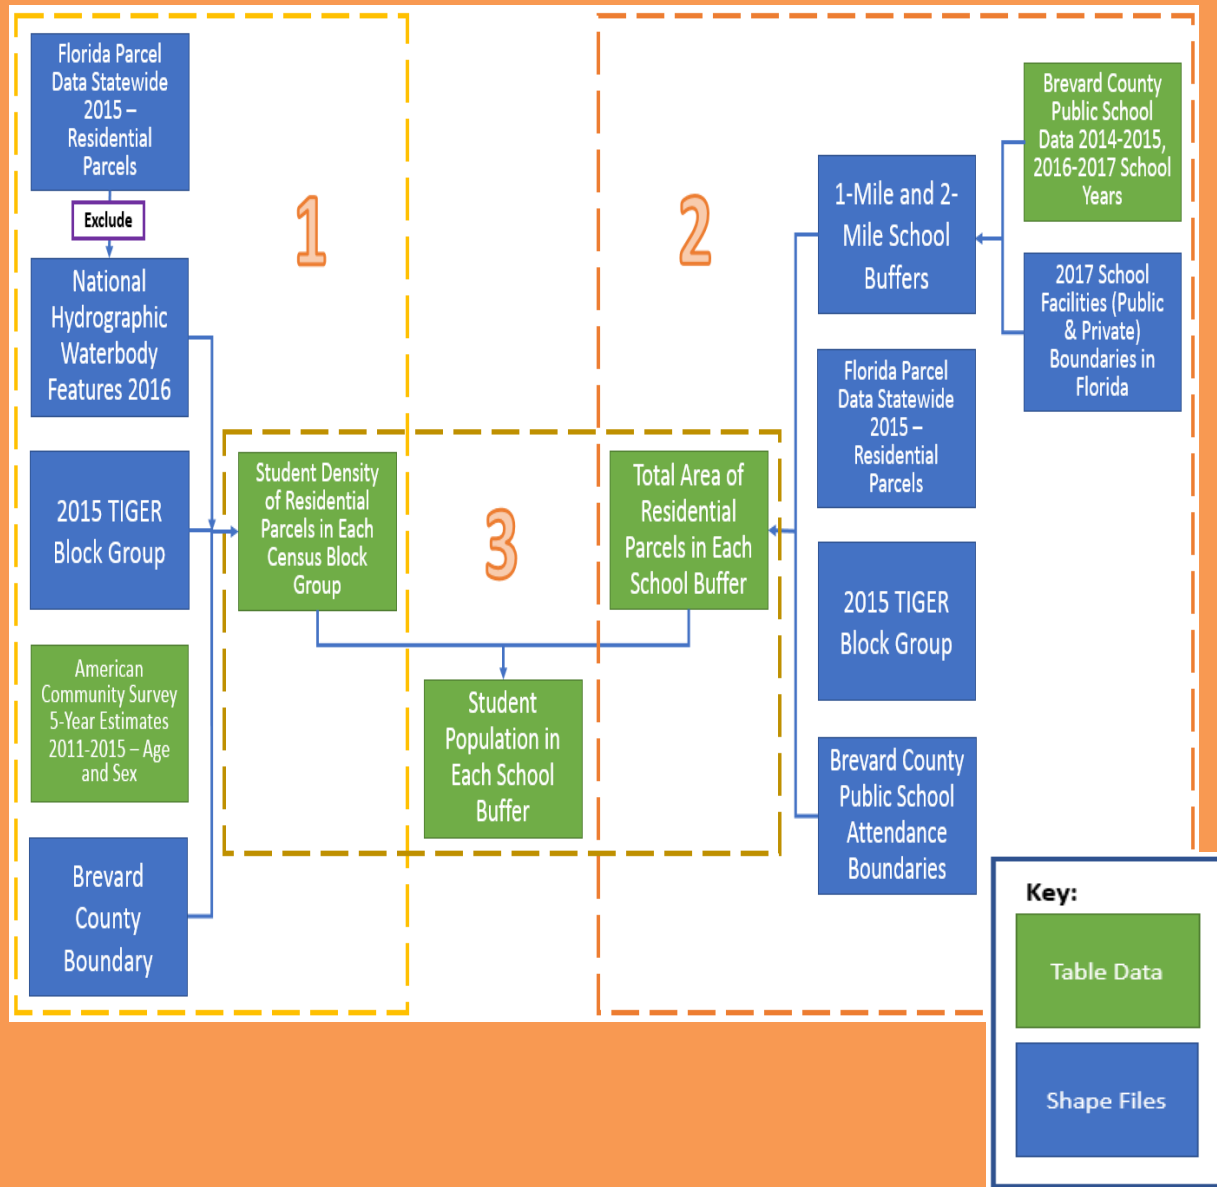 Florida Parcel
Data Statewide
2015 –
Residential
Parcels
Exclude
National
Hydrographic
Waterbody
Features 2016
2015 TIGER
Block Group
American
Community Survey
5-Year Estimates
2011-2015 – Age
and Sex
Brevard
County
Boundary
1
Student Density
of Residential
Parcels in Each
Census Block
Group
3
Student
Population in
Each School
Buffer
2
Total Area of
Residential
Parcels in Each
School Buffer
1-Mile and 2-
Mile School
Buffers
Florida Parcel
Data Statewide
2015 –
Residential
Parcels
2015 TIGER
Block Group
Brevard County
Public School
Attendance
Boundaries
Brevard County
Public School
Data 2014-2015,
2016-2017 School
Years
2017 School
Facilities (Public
& Private)
Boundaries in
Florida
Key:
Table Data
Shape Files